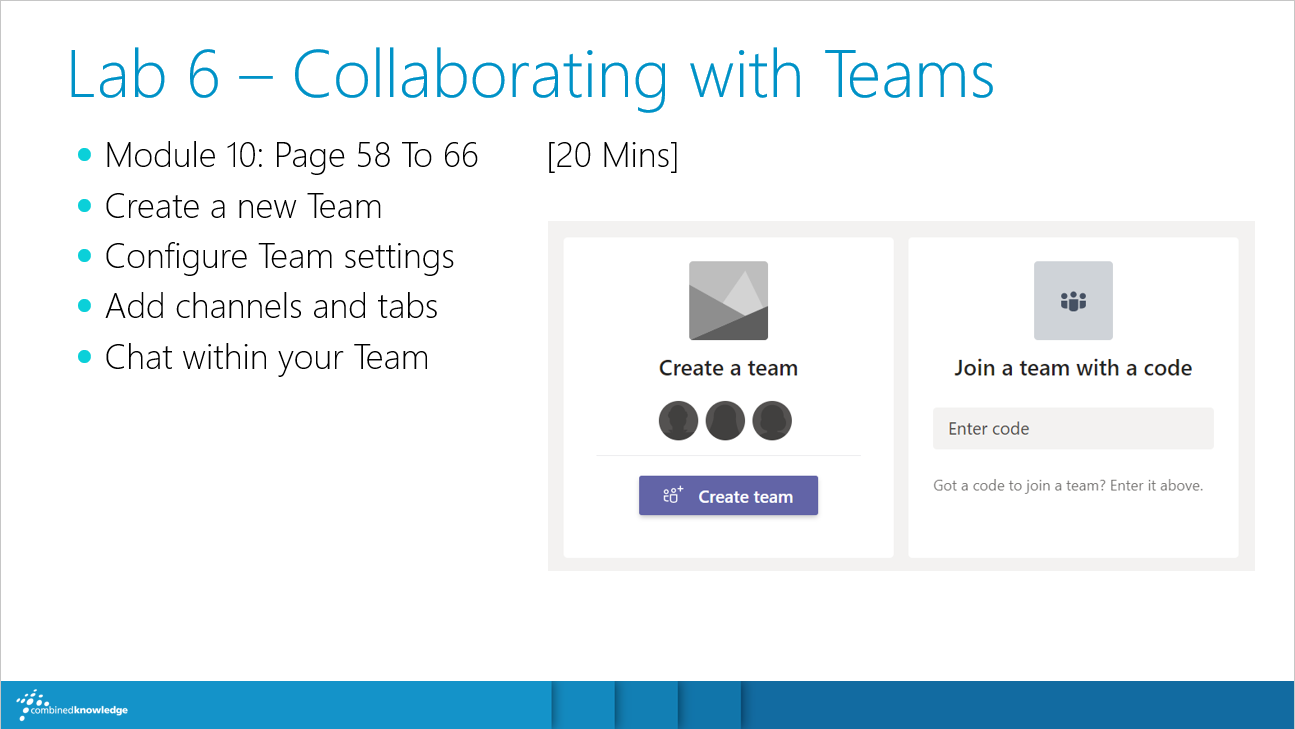 Lab 6 – Collaborating with Teams
Module 10: Page 58 To 66 [20 Mins]
Create a new Team
Configure Team settings
Add channels and tabs
Chat within your Team
Create a team
Create team
Join a team with a code
Enter code
Got a code to join a team? Enter it above.
combinedknowledge